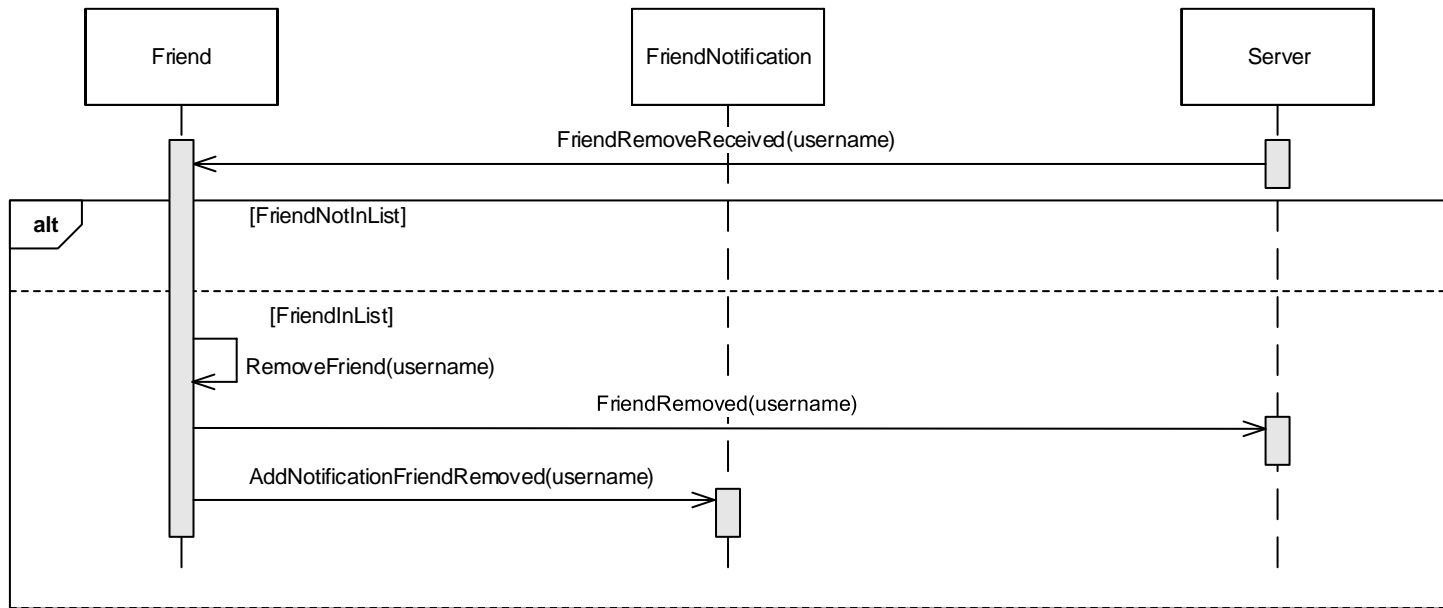 Friend
FriendNotification
Server
FriendRemoveReceived(username)
alt
[FriendNotInList]
[FriendInList]
RemoveFriend(username)
FriendRemoved(username)
AddNotificationFriendRemoved(username)